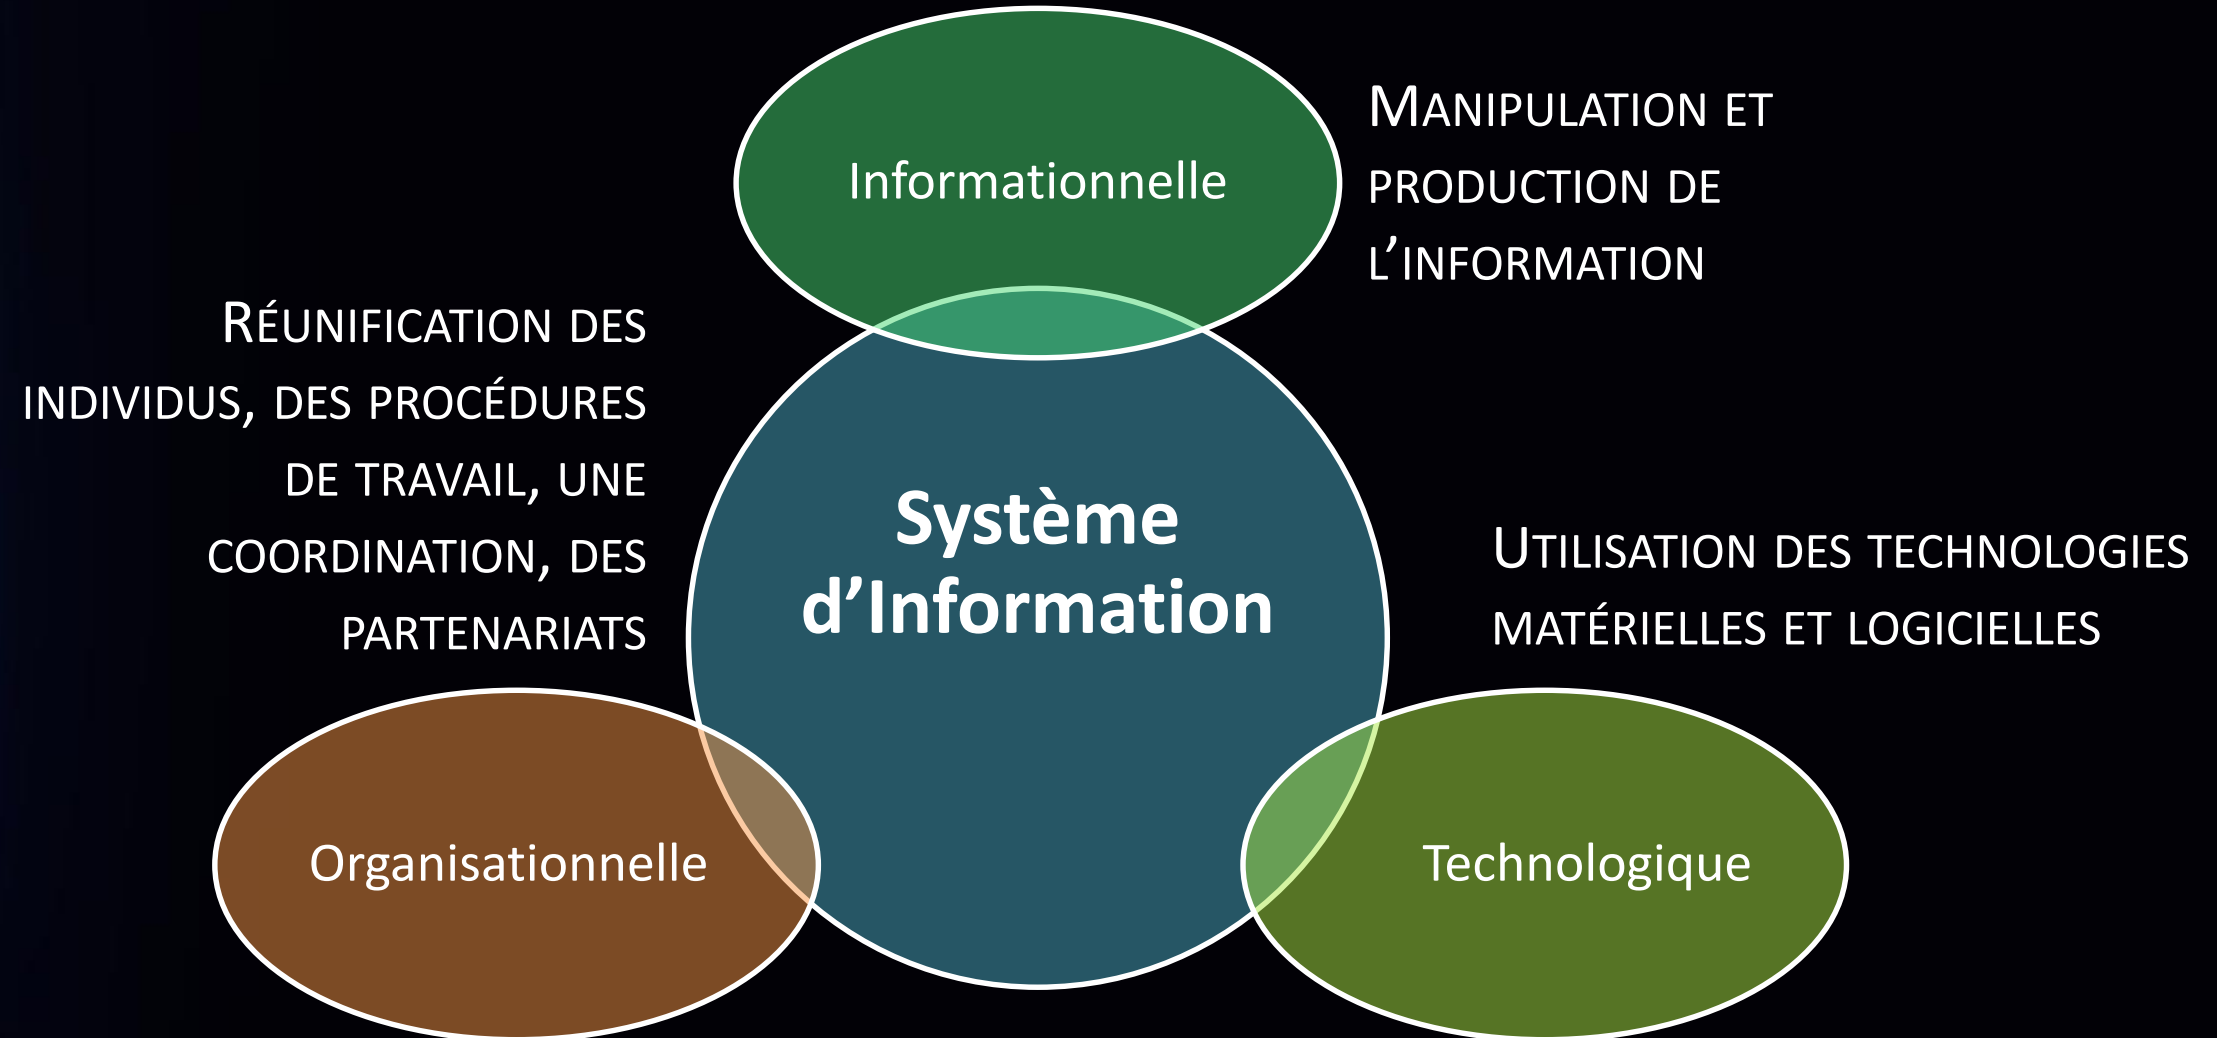 Informationnelle
MANIPULATION ET
PRODUCTION DE
L’INFORMATION
RÉUNIFICATION DES
INDIVIDUS, DES PROCÉDURES
DE TRAVAIL, UNE
COORDINATION, DES
PARTENARIATS
Système
d’Information
UTILISATION DES TECHNOLOGIES
MATÉRIELLES ET LOGICIELLES
Organisationnelle
Technologique